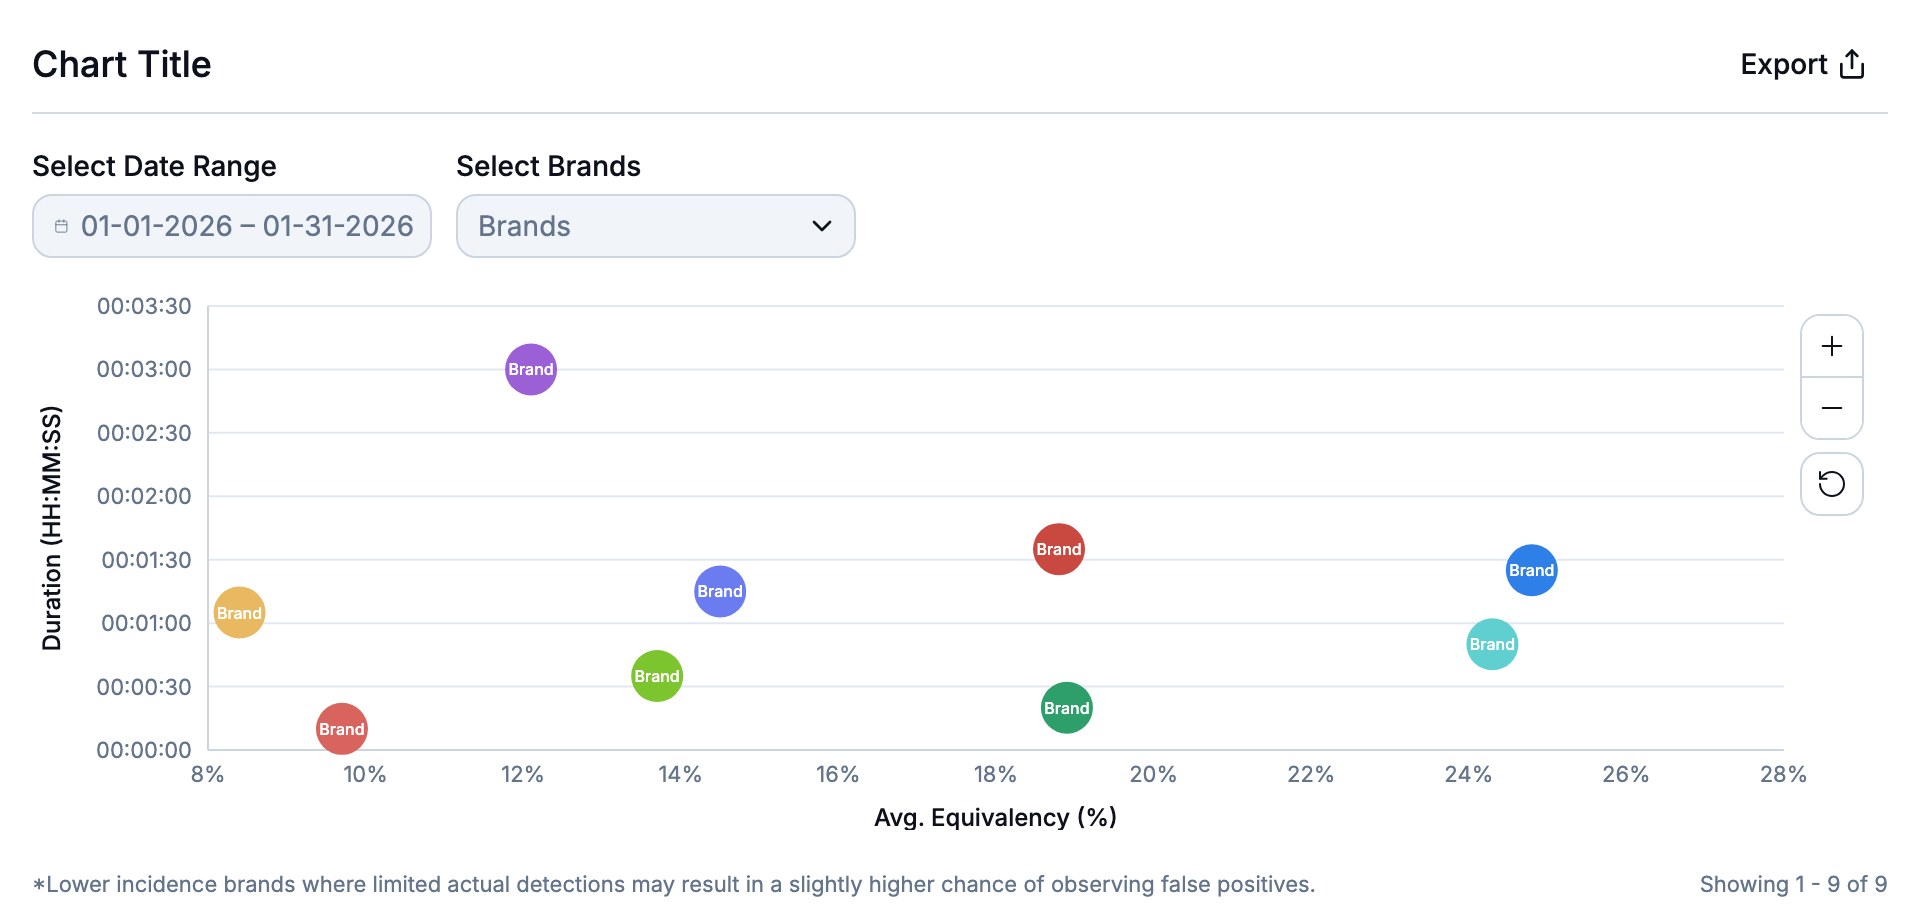 Chart Title
Export
Select Date Range
Select Brands
01-01-2026 – 01-31-2026
Brands
Duration (HH:MM:SS)
00:03:30
00:03:00
00:02:30
00:02:00
00:01:30
00:01:00
00:00:30
00:00:00
Brand
Brand
Brand
Brand
Brand
Brand
Brand
Brand
Brand
8%
10%
12%
14%
16%
18%
20%
22%
24%
26%
28%
Avg. Equivalency (%)
*Lower incidence brands where limited actual detections may result in a slightly higher chance of observing false positives.
Showing 1 - 9 of 9